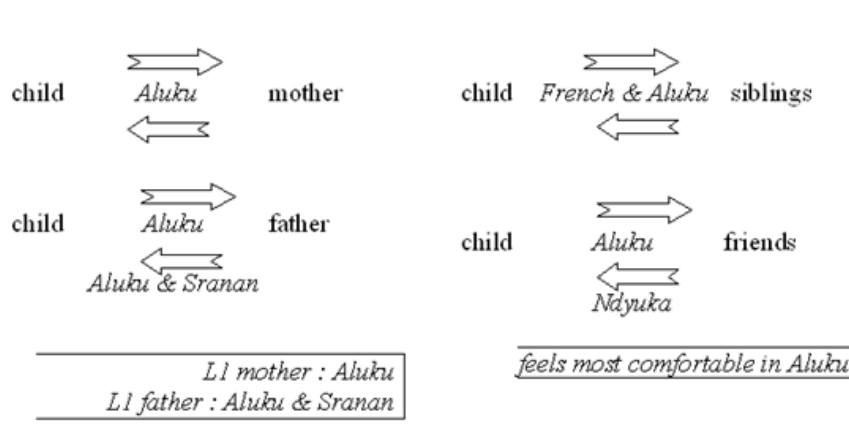 child Aluku mother
child French & Aluku siblings
child Aluku father
Aluku & Sranan
child Aluku friends
Ndyuka
L1 mother : Aluku
L1 father : Aluku & Sranan
feels most comfortable in Aluku